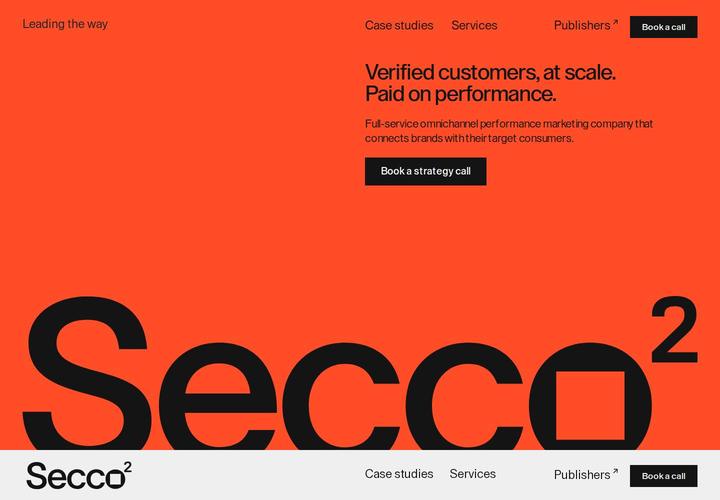 Leading the way
Case studies Services Publishers ↗ Book a call
Verified customers, at scale.
Paid on performance.
Full-service omnichannel performance marketing company that
connects brands with their target consumers.
Book a strategy call
Secco²
Secco² Case studies Services Publishers ↗ Book a call